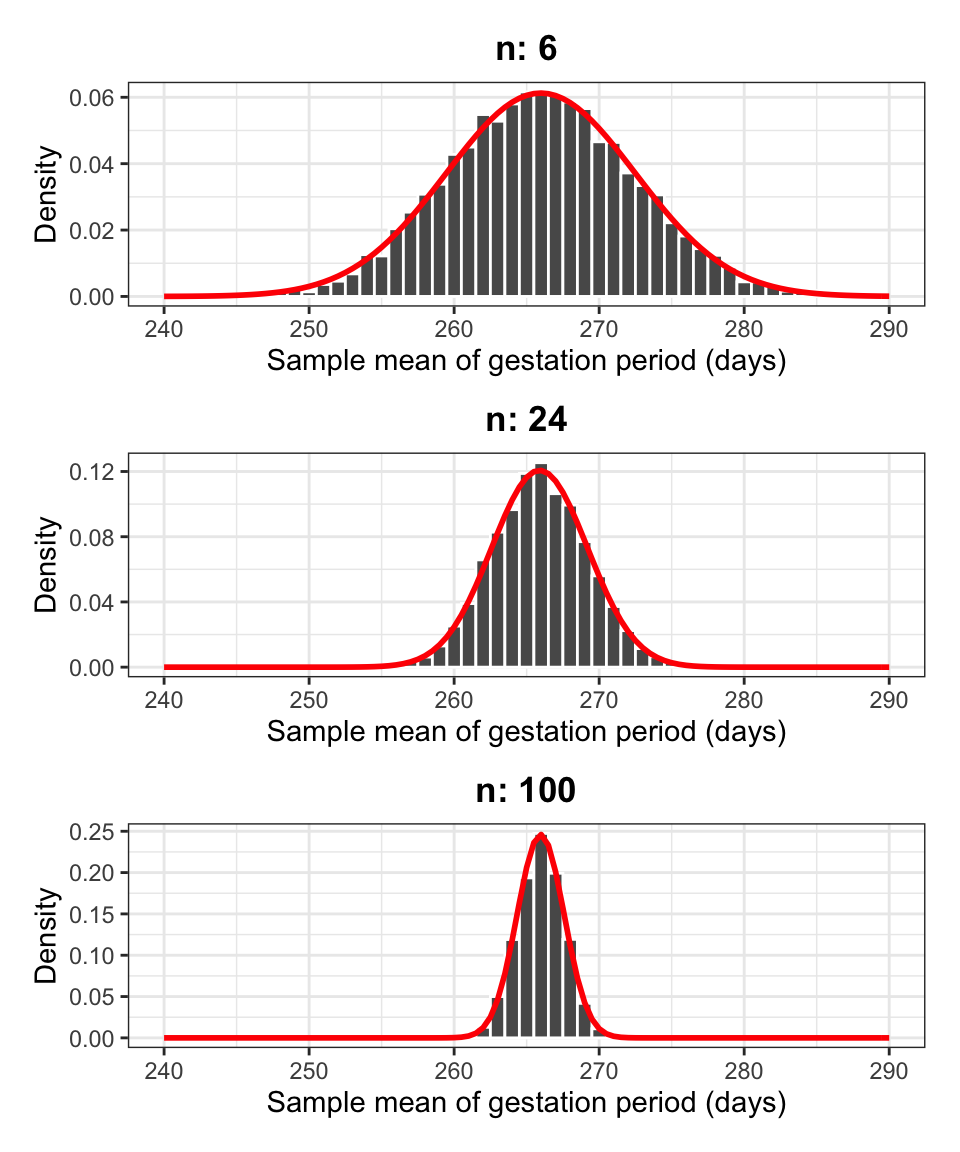 n: 6
0.06
0.04
0.02
0.00
Density
240 250 260 270 280 290
Sample mean of gestation period (days)
n: 24
0.12
0.08
0.04
0.00
Density
240 250 260 270 280 290
Sample mean of gestation period (days)
n: 100
0.25
0.20
0.15
0.10
0.05
0.00
Density
240 250 260 270 280 290
Sample mean of gestation period (days)